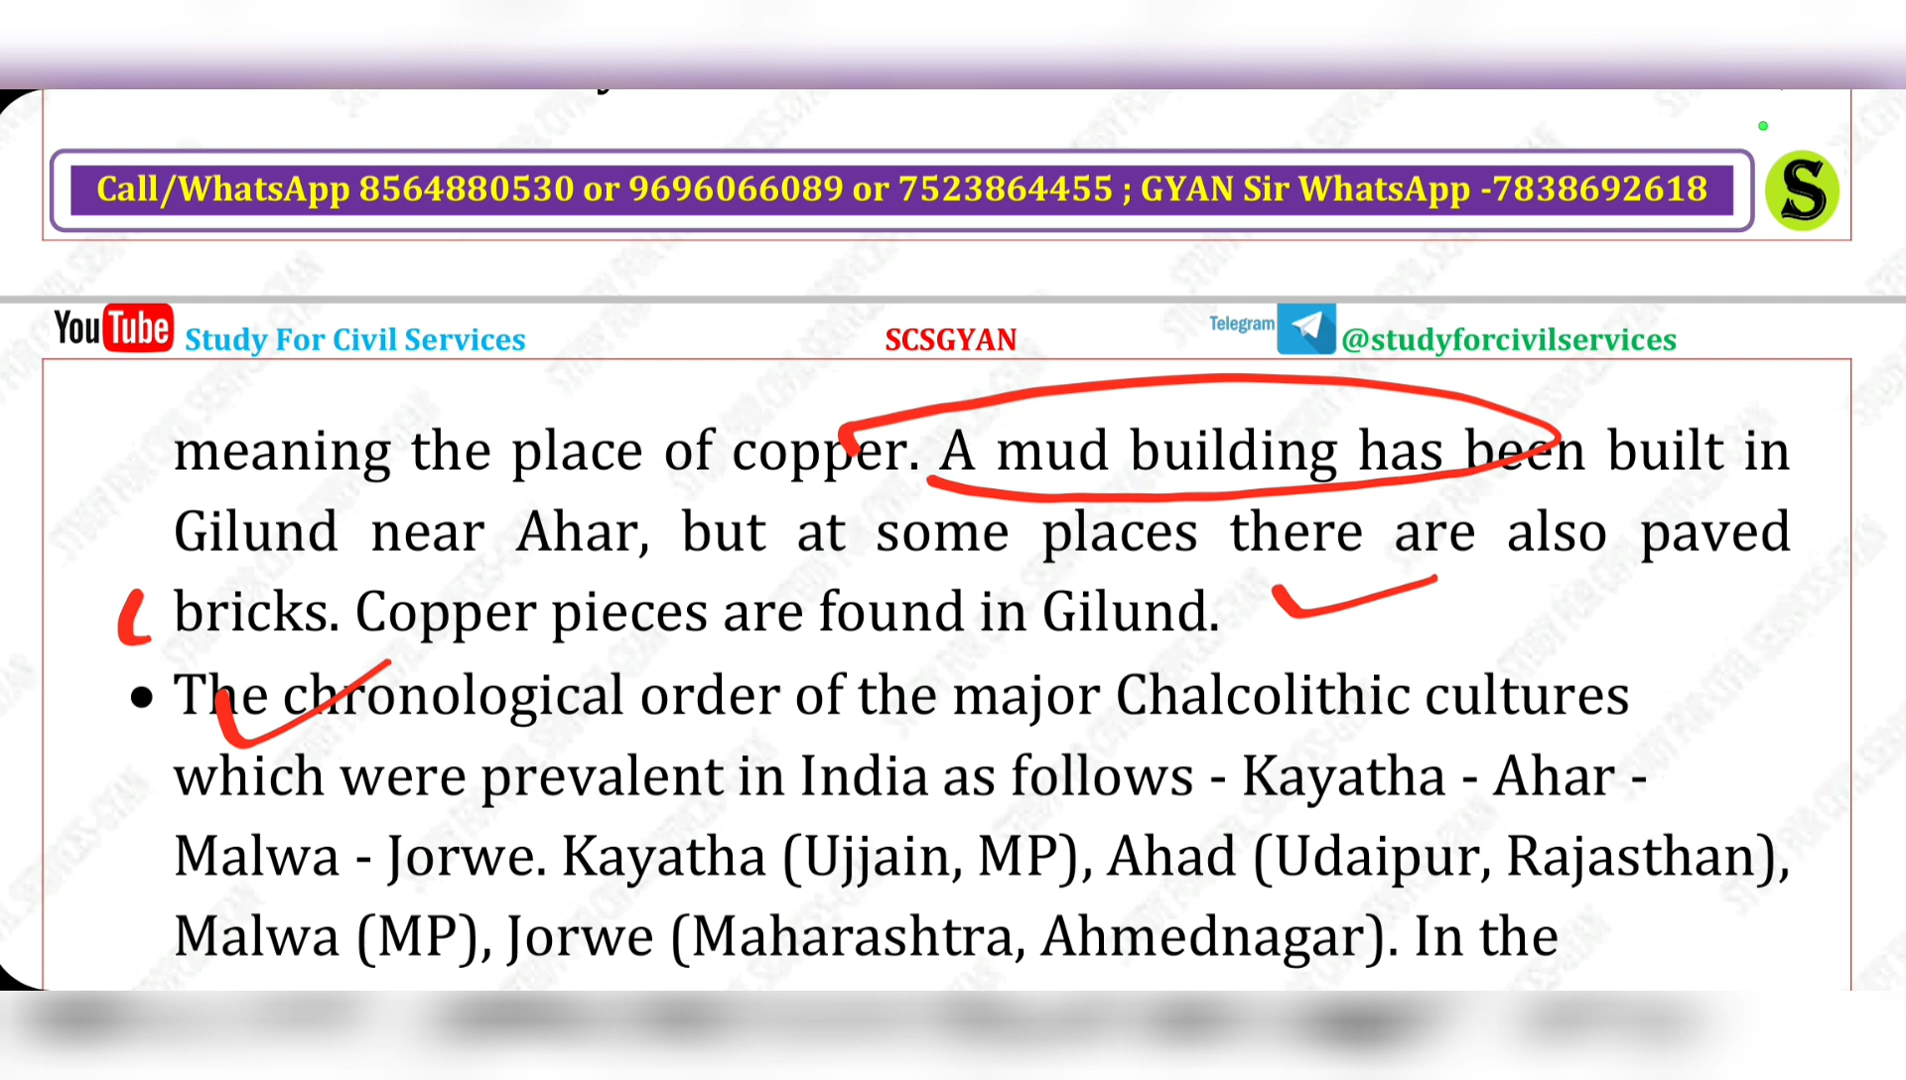 Call/WhatsApp 8564880530 or 9696066089 or 7523864455 ; GYAN Sir WhatsApp -7838692618
S
YouTube Study For Civil Services SCSGYAN Telegram @studyforcivilservices
meaning the place of copper. A mud building has been built in
Gilund near Ahar, but at some places there are also paved
bricks. Copper pieces are found in Gilund.
• The chronological order of the major Chalcolithic cultures
which were prevalent in India as follows - Kayatha - Ahar -
Malwa - Jorwe. Kayatha (Ujjain, MP), Ahad (Udaipur, Rajasthan),
Malwa (MP), Jorwe (Maharashtra, Ahmednagar). In the